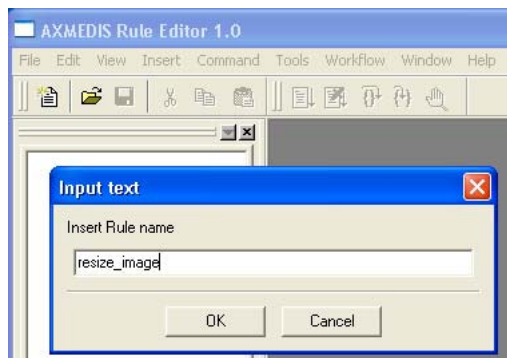 AXMEDIS Rule Editor 1.0
File Edit View Insert Command Tools Workflow Window Help
Input text
Insert Rule name
resize_image
OK Cancel